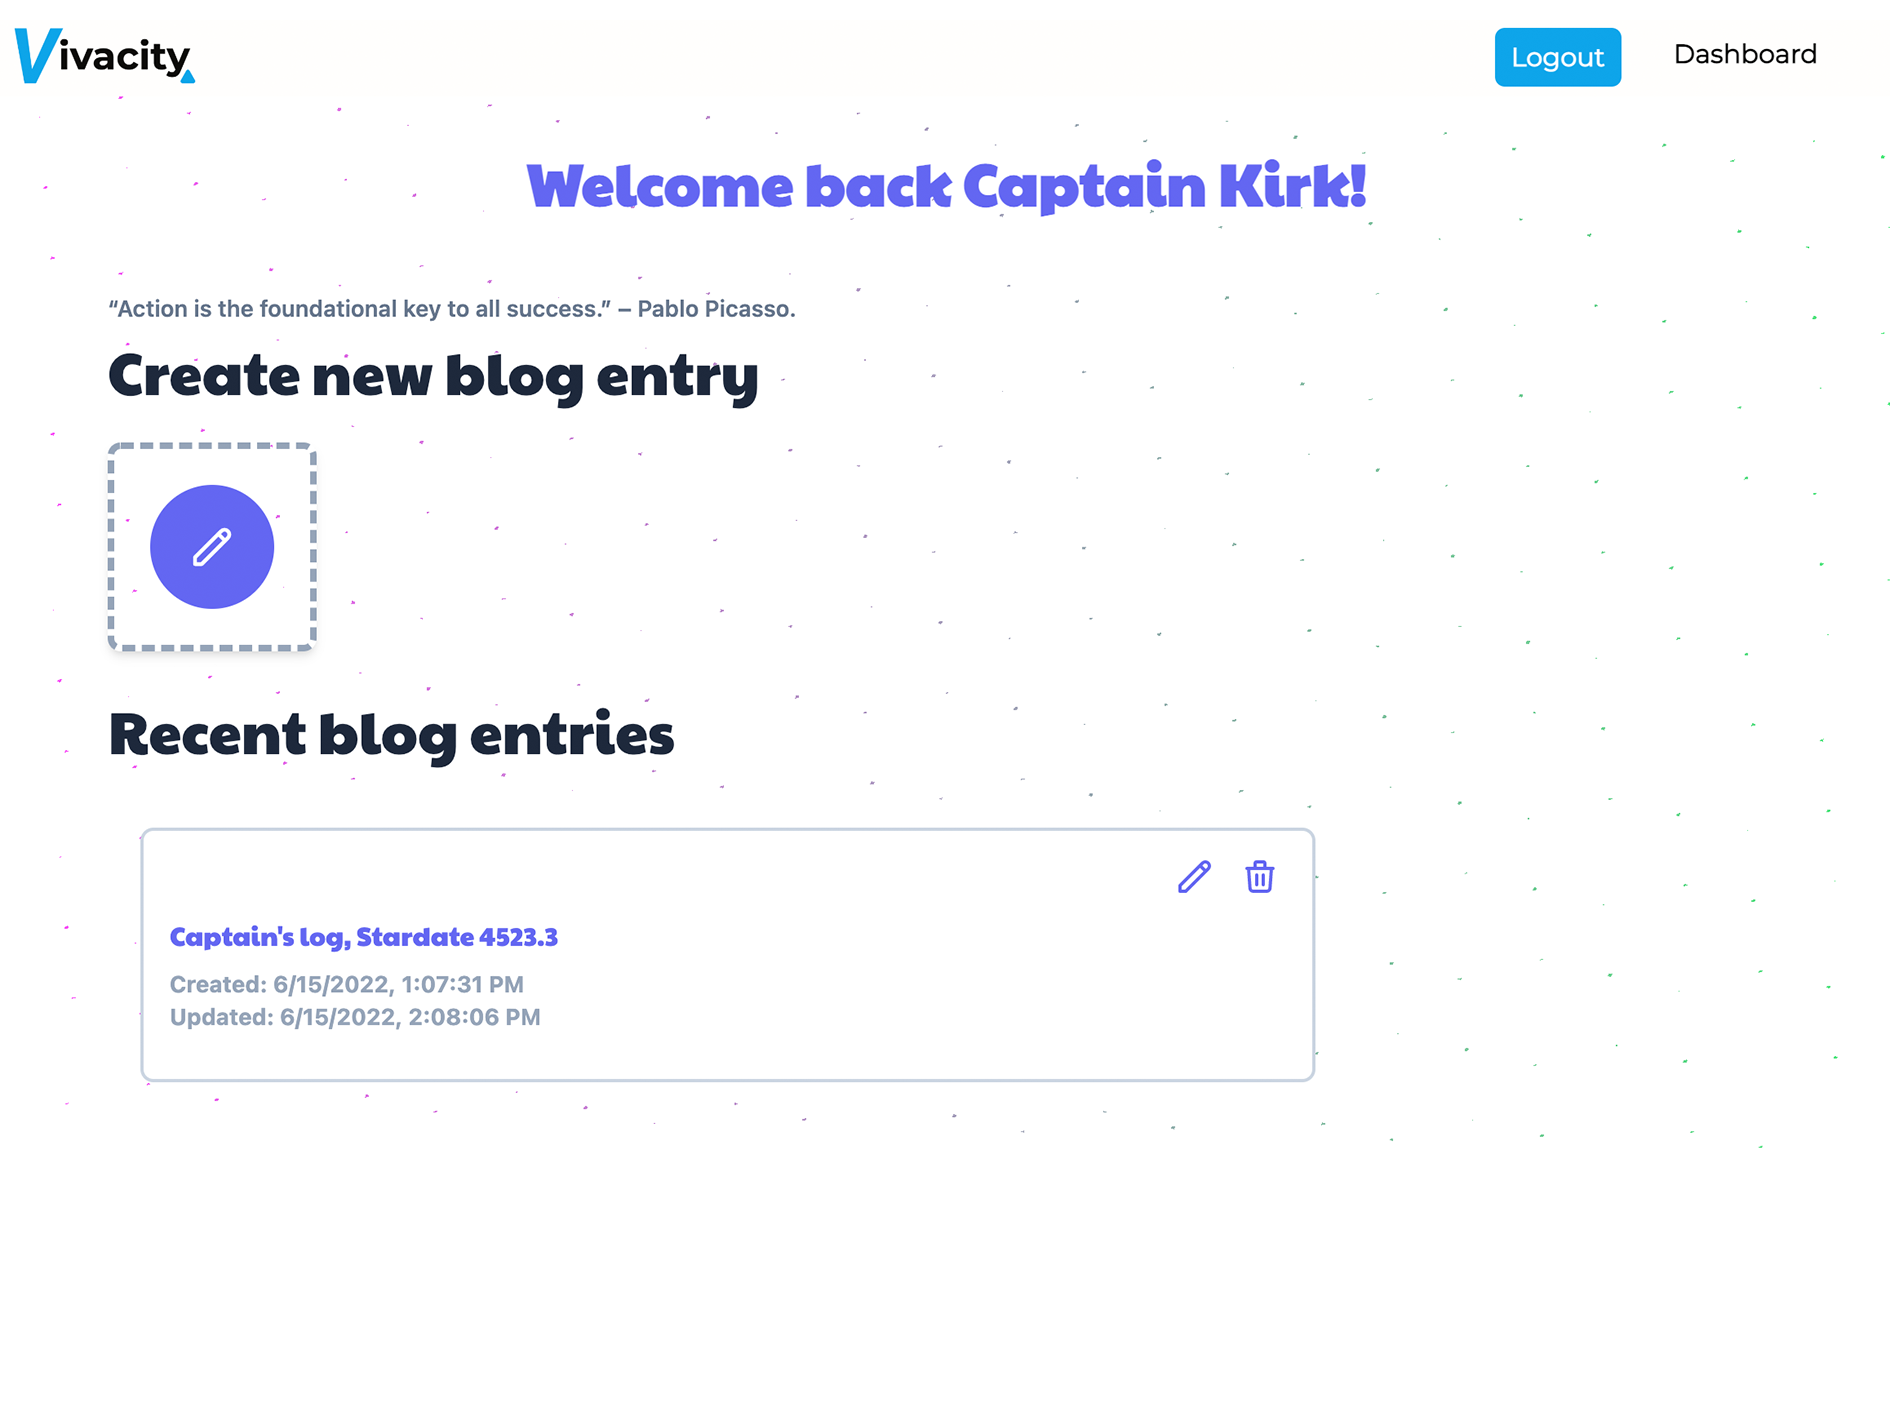 Vivacity
Logout
Dashboard
Welcome back Captain Kirk!
“Action is the foundational key to all success.” – Pablo Picasso.
Create new blog entry
Recent blog entries
Captain's log, Stardate 4523.3
Created: 6/15/2022, 1:07:31 PM
Updated: 6/15/2022, 2:08:06 PM